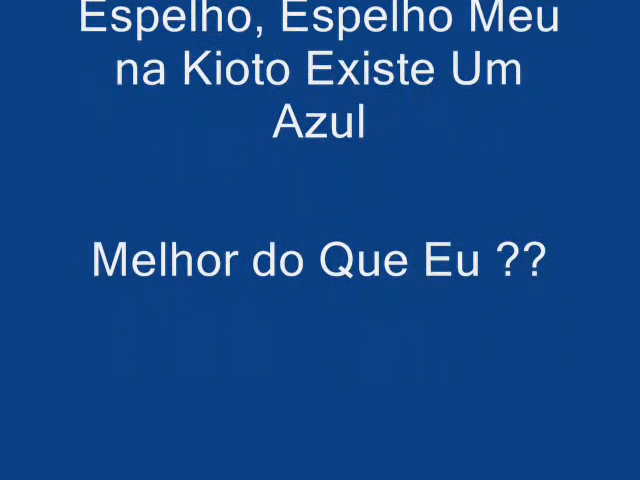 Espelho, Espelho Meu
na Kioto Existe Um
Azul
Melhor do Que Eu ??